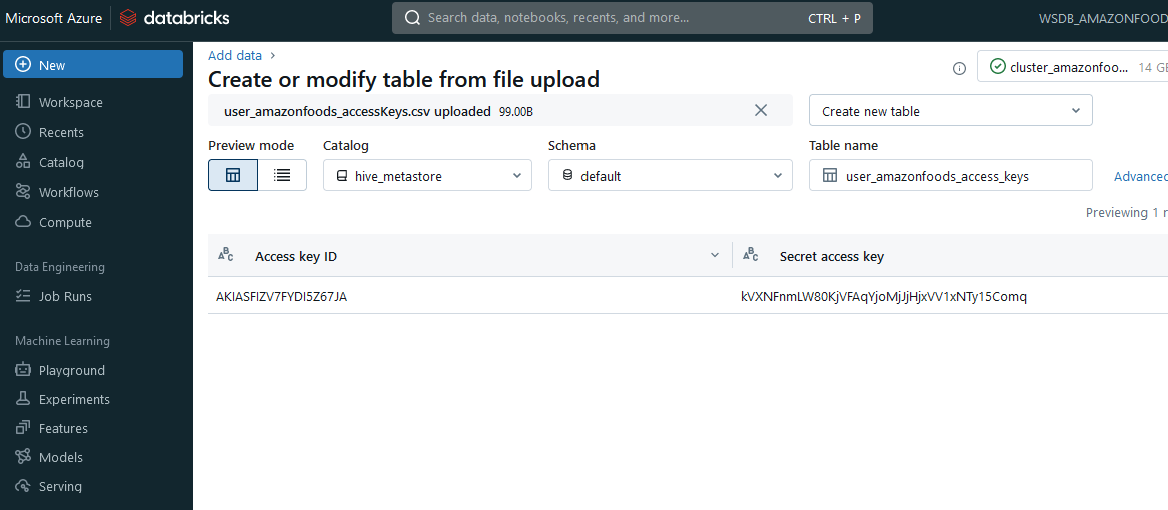 Microsoft Azure databricks Search data, notebooks, recents, and more... CTRL + P WSDB_AMAZONFOOD
New
Workspace
Recents
Catalog
Workflows
Compute
Data Engineering
Job Runs
Machine Learning
Playground
Experiments
Features
Models
Serving
Add data >
Create or modify table from file upload
cluster_amazonfoo... 14 GB
user_amazonfoods_accessKeys.csv uploaded 99.00B
Create new table
Preview mode Catalog Schema Table name
hive_metastore default user_amazonfoods_access_keys Advanced
Previewing 1
Access key ID Secret access key
AKIASFIZV7FYDI5Z67JA kVXNFnmLW80KjVFAqYjoMjJjHjxVV1xNTy15Comq